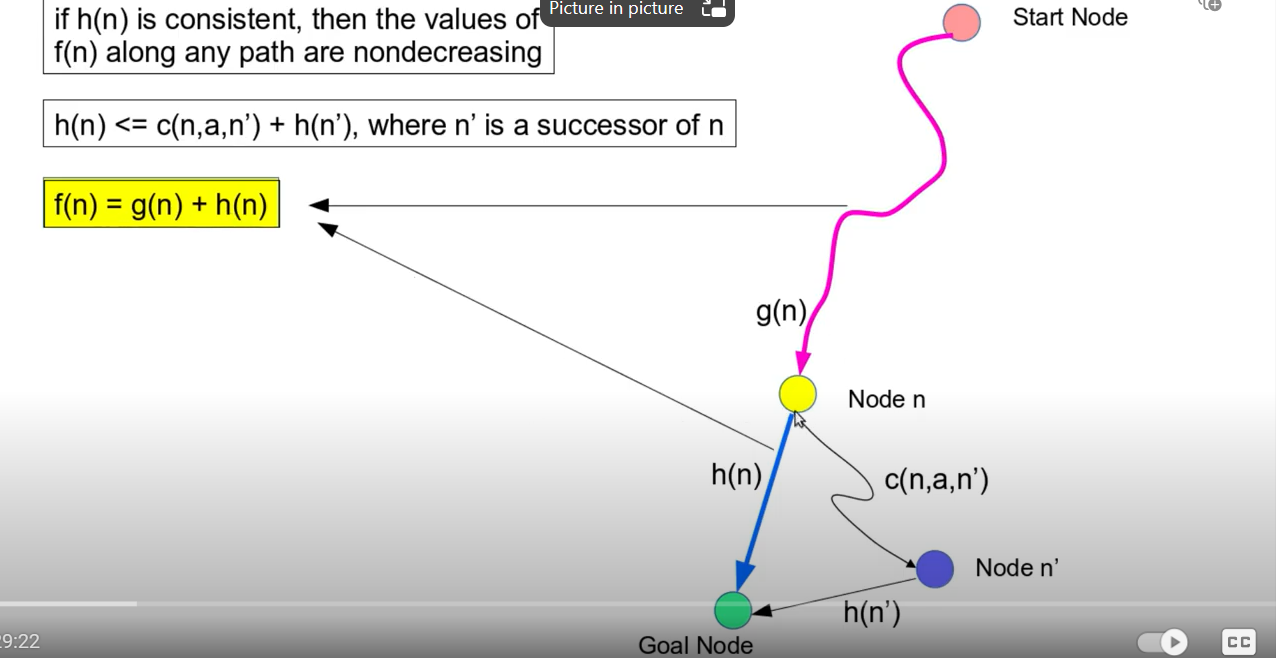 if h(n) is consistent, then the values of
f(n) along any path are nondecreasing
Picture in picture
Start Node
h(n) <= c(n,a,n’) + h(n’), where n’ is a successor of n
f(n) = g(n) + h(n)
g(n)
Node n
h(n)
c(n,a,n’)
Node n’
h(n’)
Goal Node
9:22
CC